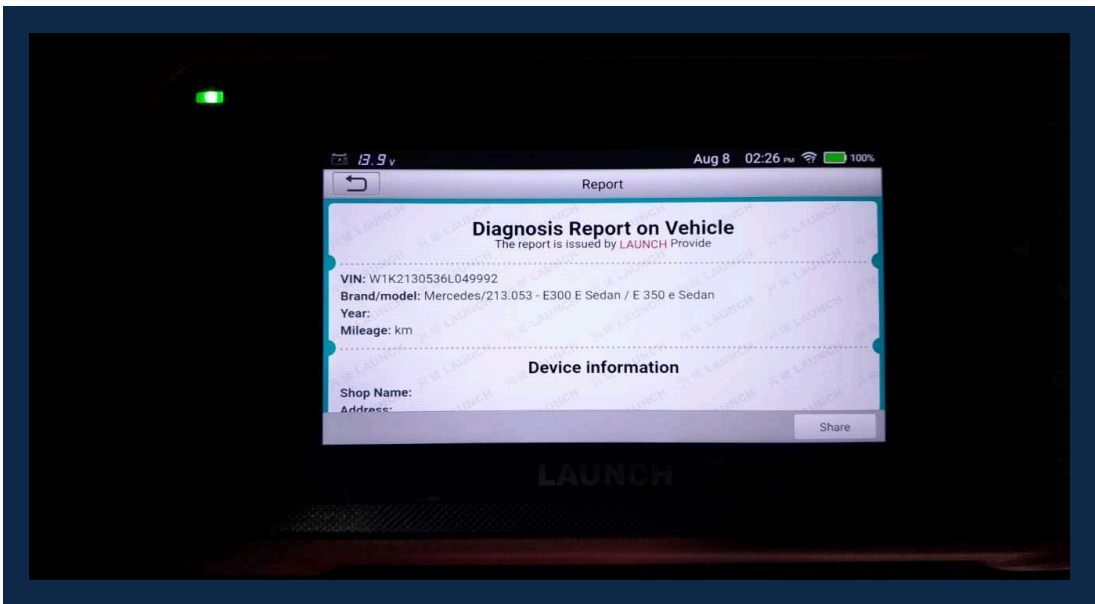 13.9 v Aug 8 02:26 PM 100%
Report
Diagnosis Report on Vehicle
The report is issued by LAUNCH Provide
VIN: W1K2130536L049992
Brand/model: Mercedes/213.053 - E300 E Sedan / E 350 e Sedan
Year:
Mileage: km
Device information
Shop Name:
Address:
Share
LAUNCH